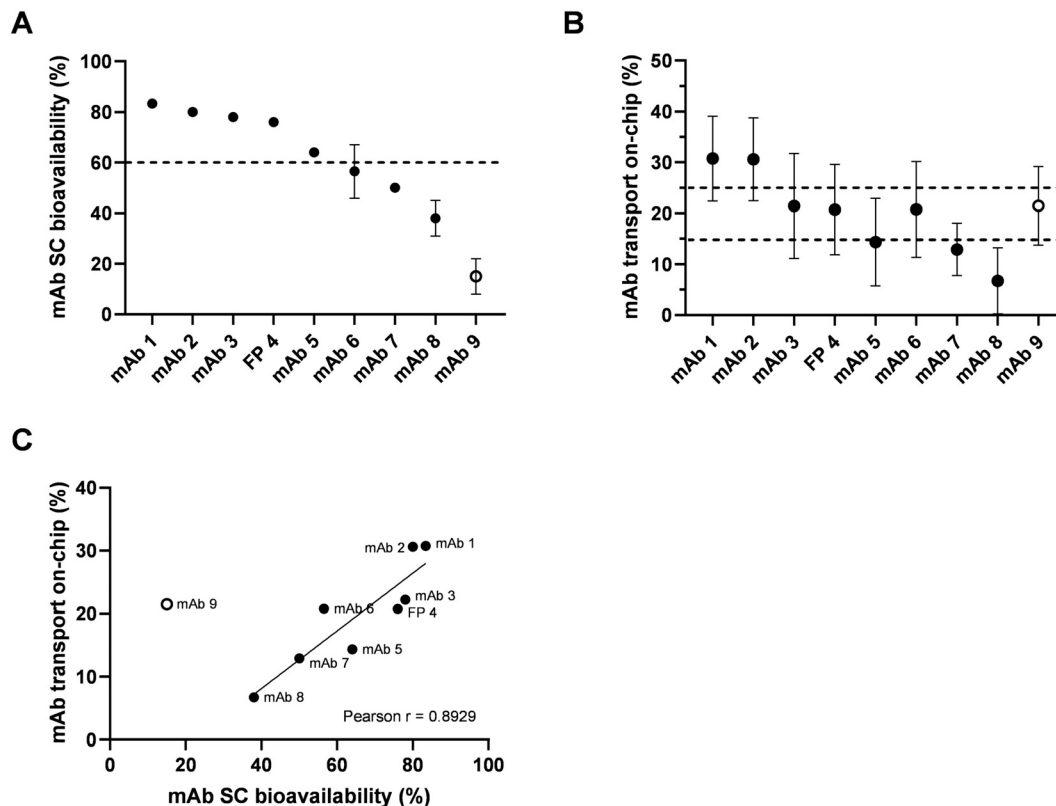 A
mAb SC bioavailability (%)
100
80
60
40
20
0
mAb 1
mAb 2
mAb 3
FP 4
mAb 5
mAb 6
mAb 7
mAb 8
mAb 9
B
mAb transport on-chip (%)
50
40
30
20
10
0
mAb 1
mAb 2
mAb 3
FP 4
mAb 5
mAb 6
mAb 7
mAb 8
mAb 9
C
mAb transport on-chip (%)
40
30
20
10
0
mAb 2
mAb 1
mAb 9
mAb 6
mAb 3
FP 4
mAb 5
mAb 7
mAb 8
Pearson r = 0.8929
0
20
40
60
80
100
mAb SC bioavailability (%)